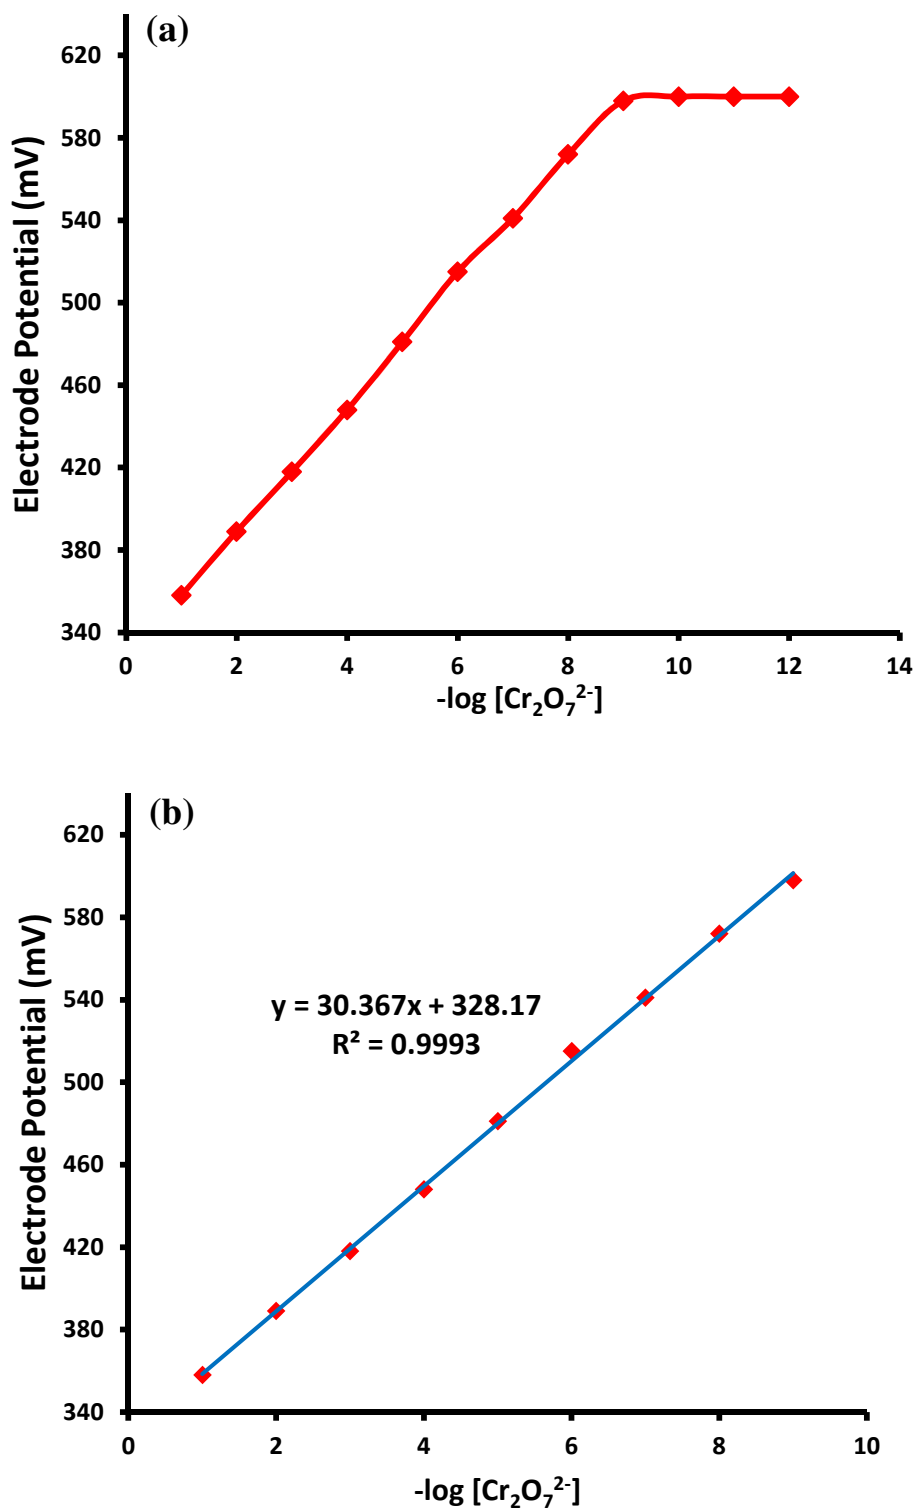 (a)
Electrode Potential (mV)
620
580
540
500
460
420
380
340
0 2 4 6 8 10 12 14
-log [Cr₂O₇²⁻]
(b)
Electrode Potential (mV)
620
580
540
500
460
420
380
340
y = 30.367x + 328.17
R² = 0.9993
0 2 4 6 8 10
-log [Cr₂O₇²⁻]